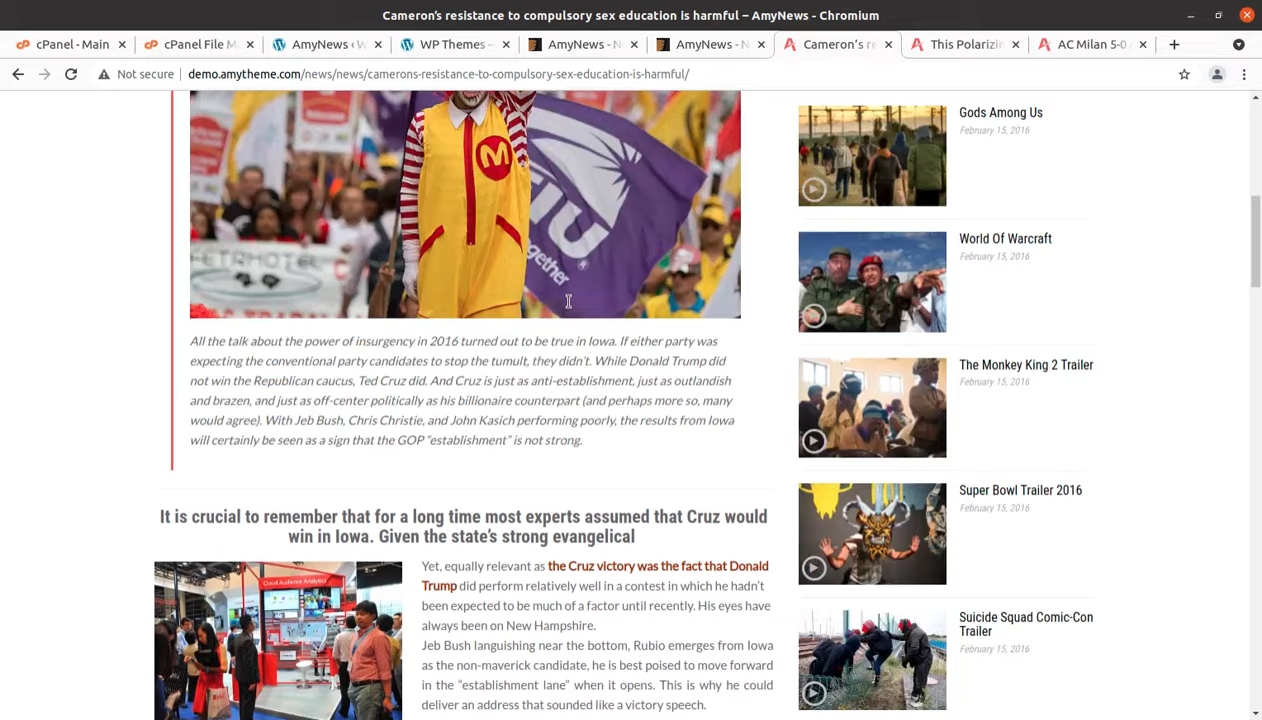 Cameron's resistance to compulsory sex education is harmful – AmyNews - Chromium
cPanel - Main
cPanel File M
AmyNews ‹ W
WP Themes -
AmyNews - N
AmyNews - N
Cameron's re
This Polarizin
AC Milan 5-0 A
Not secure
demo.amytheme.com/news/news/camerons-resistance-to-compulsory-sex-education-is-harmful/
M
ether
All the talk about the power of insurgency in 2016 turned out to be true in Iowa. If either party was
expecting the conventional party candidates to stop the tumult, they didn't. While Donald Trump did
not win the Republican caucus, Ted Cruz did. And Cruz is just as anti-establishment, just as outlandish
and brazen, and just as off-center politically as his billionaire counterpart (and perhaps more so, many
would agree). With Jeb Bush, Chris Christie, and John Kasich performing poorly, the results from Iowa
will certainly be seen as a sign that the GOP "establishment" is not strong.
It is crucial to remember that for a long time most experts assumed that Cruz would
win in Iowa. Given the state's strong evangelical
Cloud Audience Analytics
Yet, equally relevant as the Cruz victory was the fact that Donald
Trump did perform relatively well in a contest in which he hadn't
been expected to be much of a factor until recently. His eyes have
always been on New Hampshire.
Jeb Bush languishing near the bottom, Rubio emerges from Iowa
as the non-maverick candidate, he is best poised to move forward
in the "establishment lane" when it opens. This is why he could
deliver an address that sounded like a victory speech.
Gods Among Us
February 15, 2016
World Of Warcraft
February 15, 2016
The Monkey King 2 Trailer
February 15, 2016
Super Bowl Trailer 2016
February 15, 2016
Suicide Squad Comic-Con
Trailer
February 15, 2016